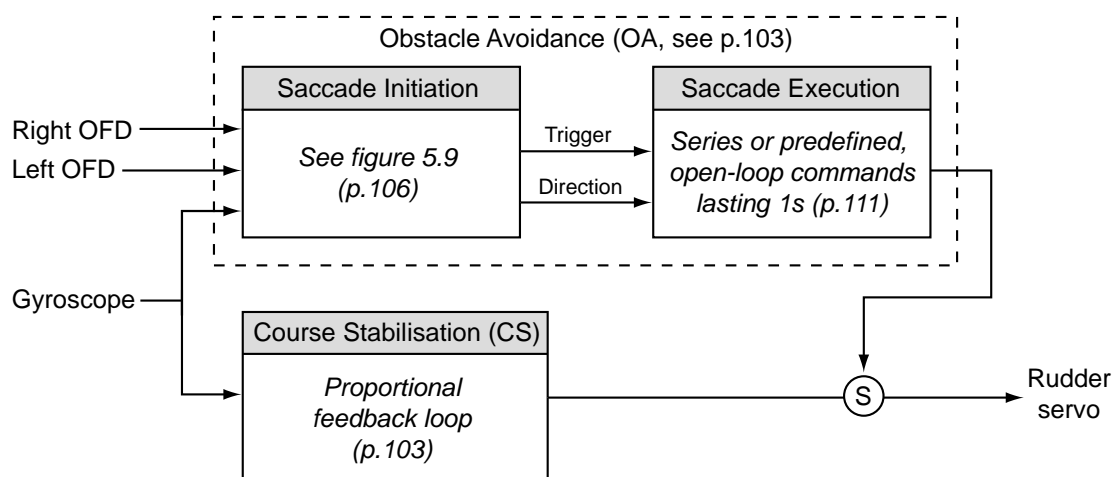 Obstacle Avoidance (OA, see p.103)
Saccade Initiation
Saccade Execution
Right OFD
Left OFD
See figure 5.9
(p.106)
Trigger
Direction
Series or predefined,
open-loop commands
lasting 1s (p.111)
Gyroscope
Course Stabilisation (CS)
Proportional
feedback loop
(p.103)
S
Rudder
servo